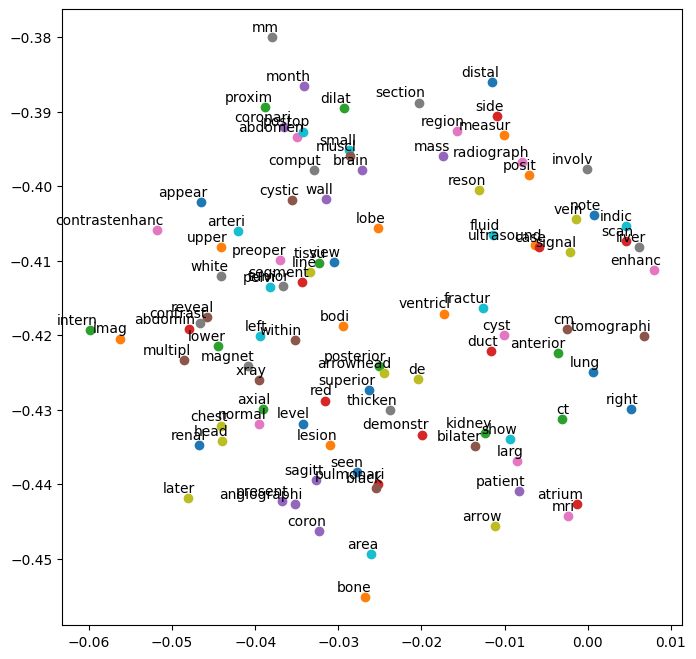 mm
−0.38
month
distal
proxim
dilat
section
−0.39
side
coronari
postop
abdomen
region
measur
small
musti
mass
radiograph
comput
brain
posit
involv
−0.40
reson
cystic
wall
appear
vein
note
contrastenhanc
arteri
lobe
fluid
indic
upper
ultrasound
case
scan
liver
signal
−0.41
preoper
tissu
view
line
white
segment
pelvi
enhanc
ventricl
fractur
reveal
contrast
bodi
intern
imag
abdomin
left
within
cyst
cm
tomographi
−0.42
lower
duct
anterior
multipl
magnet
posterior
arrowhead
xray
superior
de
lung
−0.43
axial
red
thicken
right
chest
normal
level
demonstr
kidney
ct
head
renal
lesion
bilater
show
larg
sagitt
seen
pulmonari
black
−0.44
later
present
angiographi
patient
atrium
mri
coron
arrow
area
−0.45
bone
−0.06 −0.05 −0.04 −0.03 −0.02 −0.01 0.00 0.01